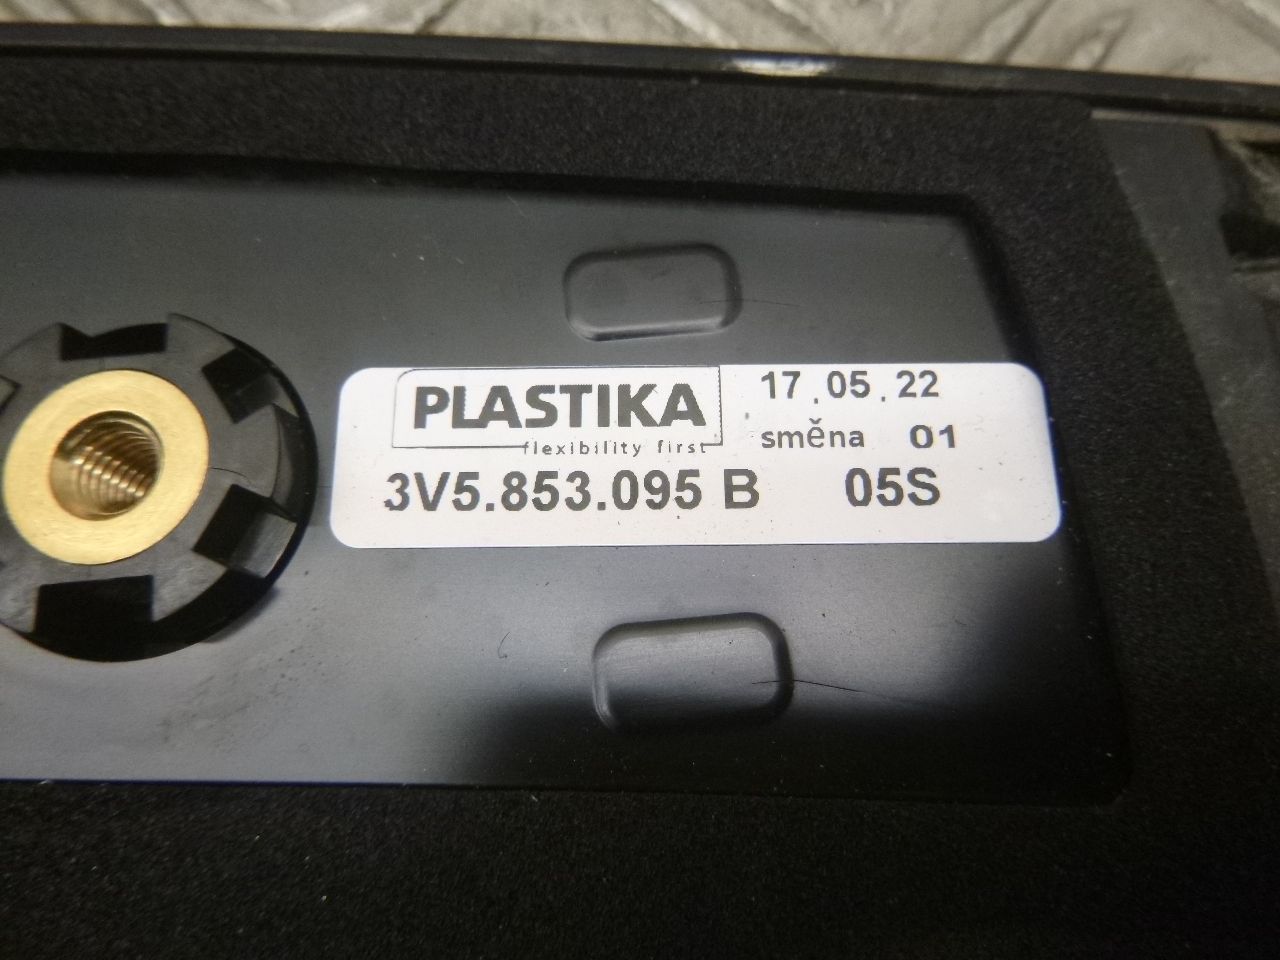 PLASTIKA
flexibility first
17.05.22
směna 01
3V5.853.095 B 05S